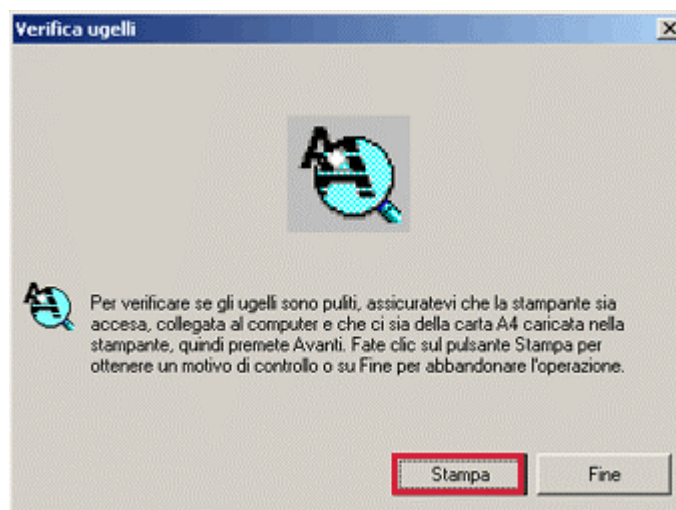 Verifica ugelli
Per verificare se gli ugelli sono puliti, assicuratevi che la stampante sia
accesa, collegata al computer e che ci sia della carta A4 caricata nella
stampante, quindi premete Avanti. Fate clic sul pulsante Stampa per
ottenere un motivo di controllo o su Fine per abbandonare l'operazione.
Stampa Fine